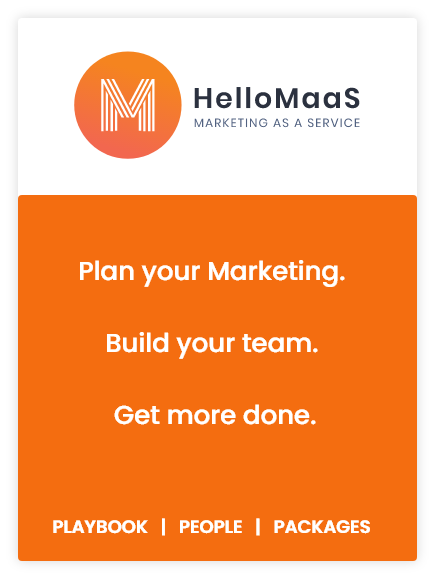 M
HelloMaaS
MARKETING AS A SERVICE
Plan your Marketing.
Build your team.
Get more done.
PLAYBOOK | PEOPLE | PACKAGES